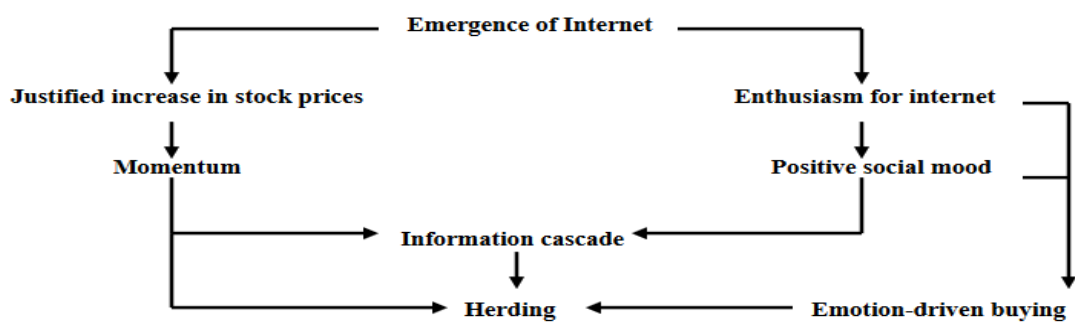 Emergence of Internet
Justified increase in stock prices
Enthusiasm for internet
Momentum
Positive social mood
Information cascade
Herding
Emotion-driven buying